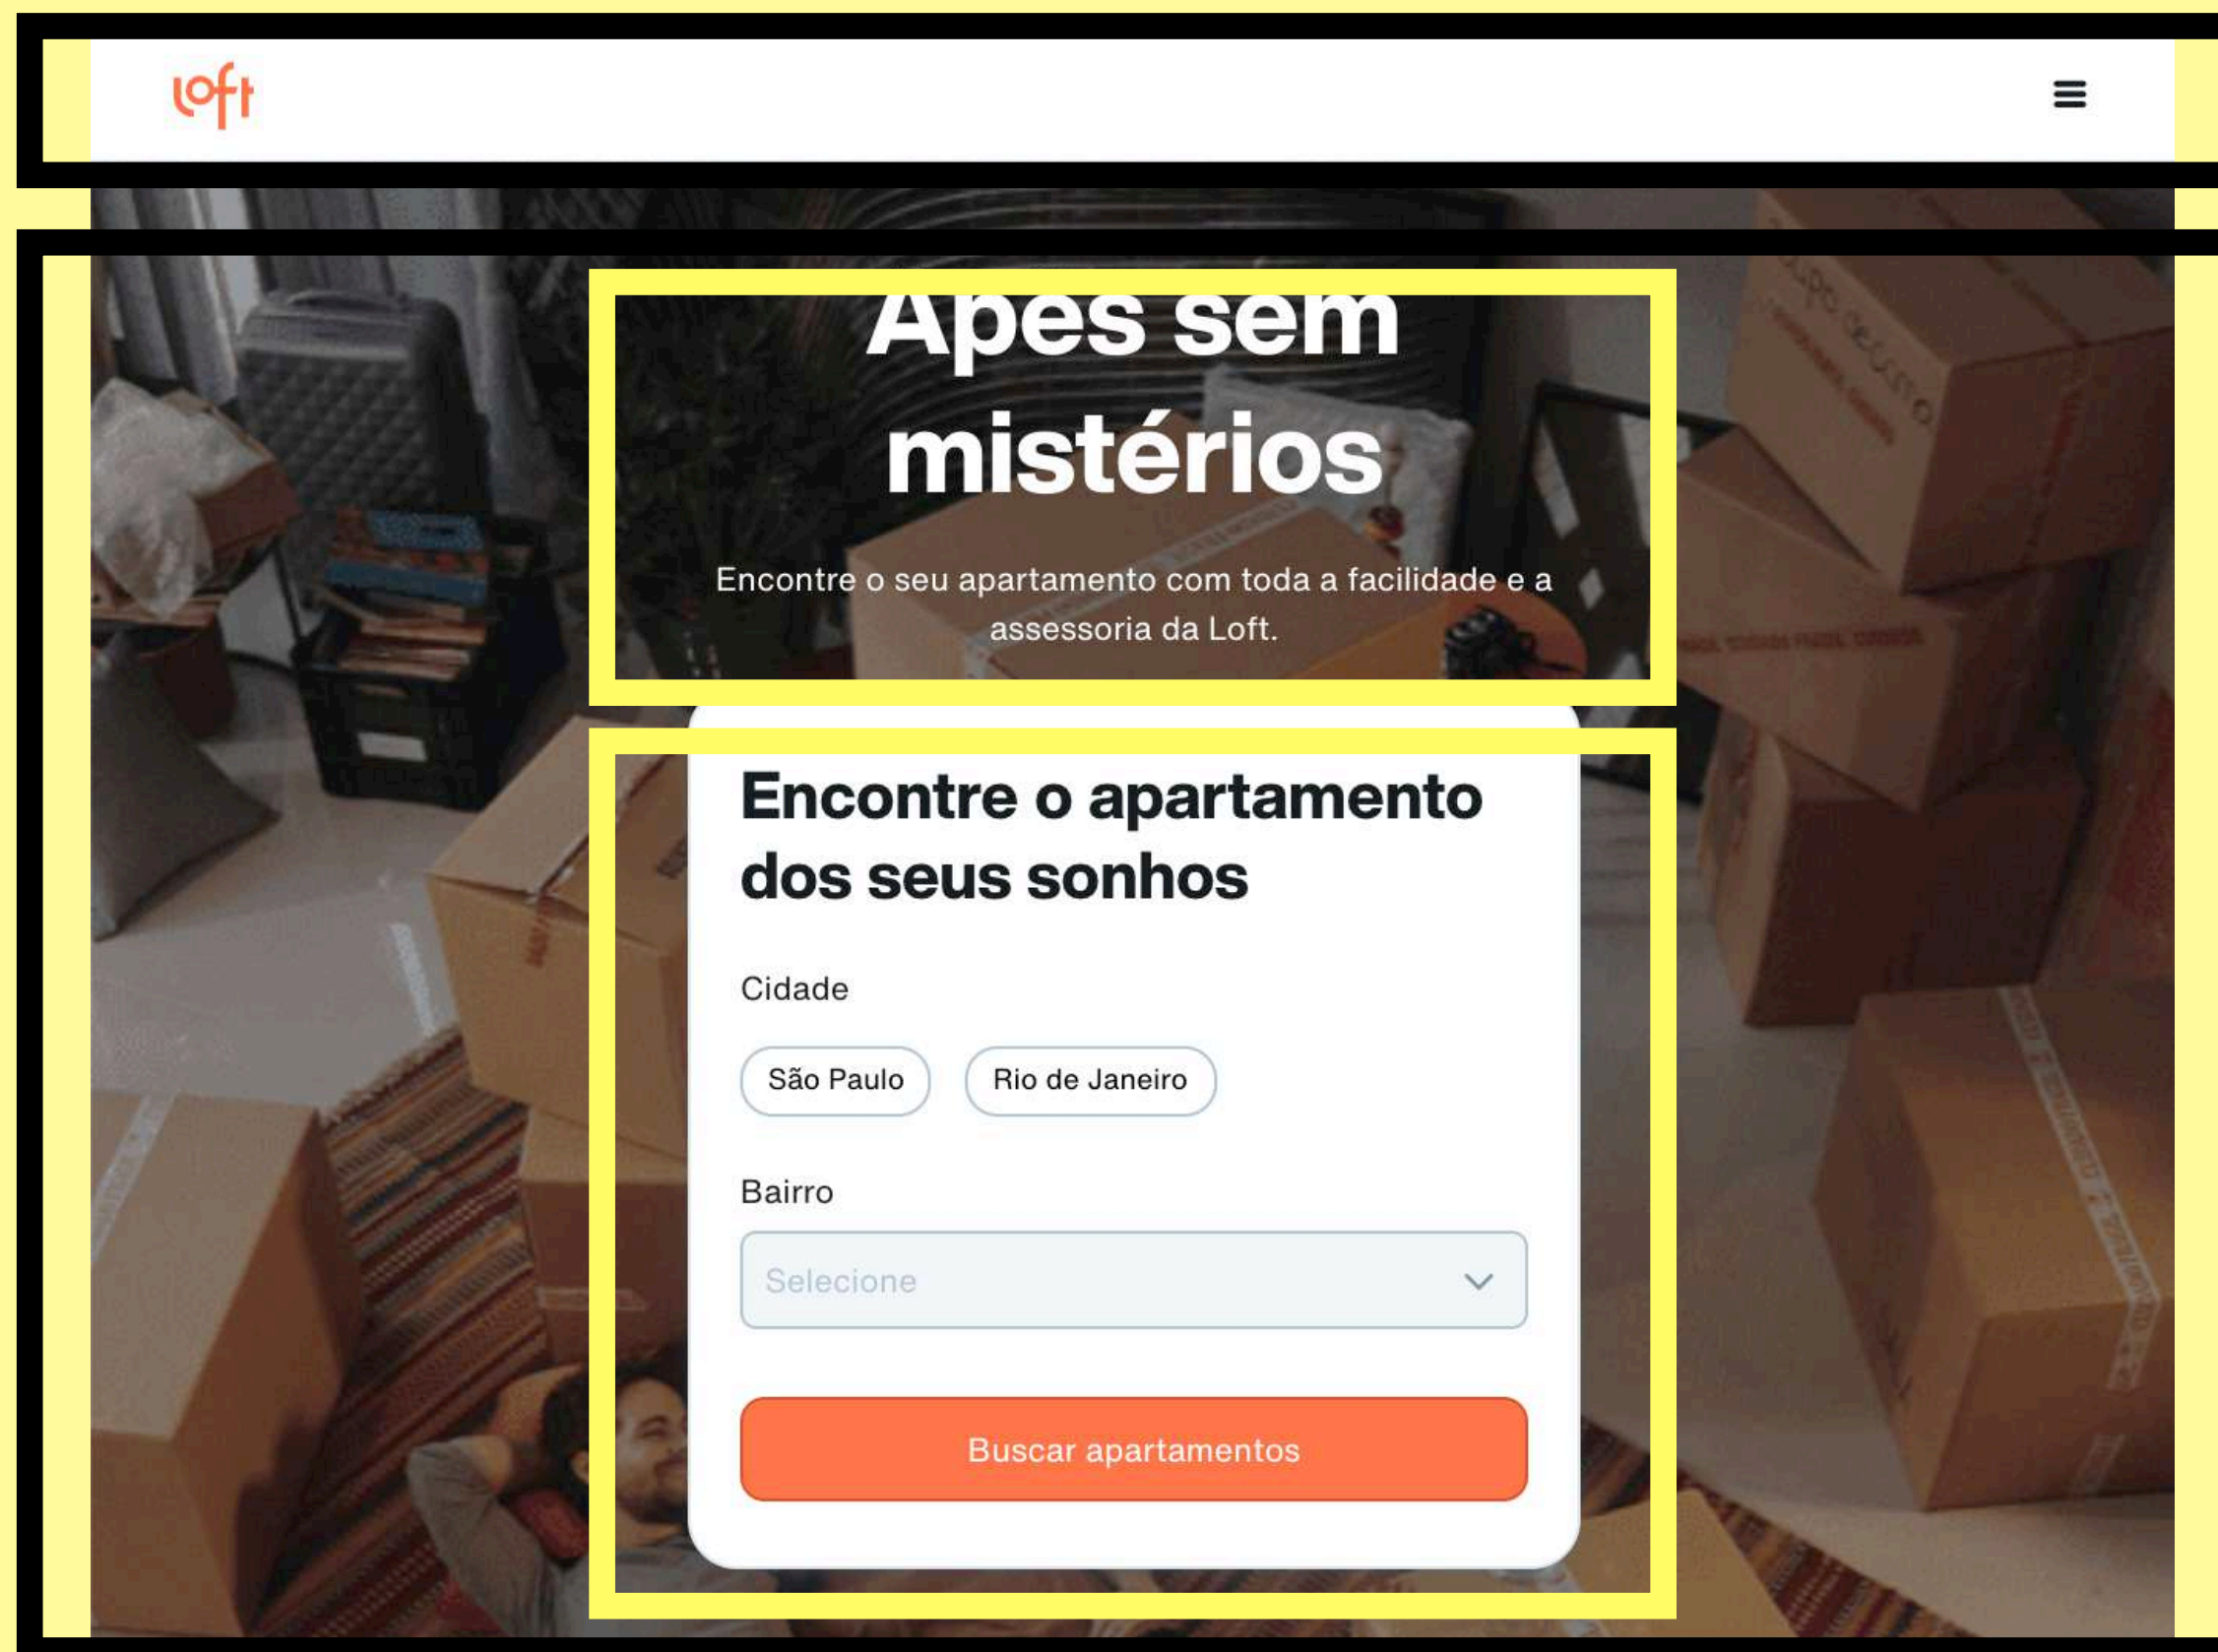 loft
Apês sem
mistérios
Encontre o seu apartamento com toda a facilidade e a
assessoria da Loft.
Encontre o apartamento
dos seus sonhos
Cidade
São Paulo
Rio de Janeiro
Bairro
Selecione
Buscar apartamentos